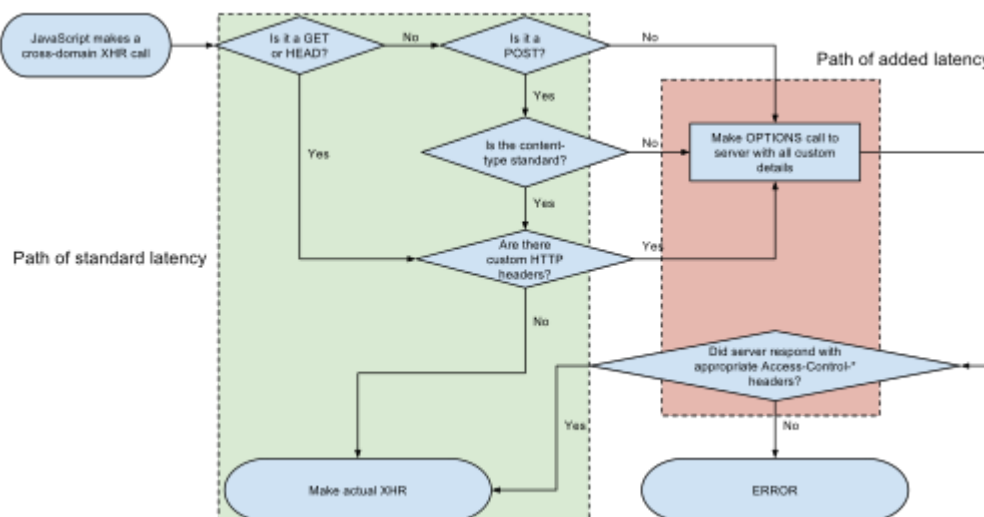 JavaScript makes a
cross-domain XHR call
Is it a GET
or HEAD?
No
Is it a
POST?
No
Path of added latency
Yes
Make OPTIONS call to
server with all custom
details
Is the content-
type standard?
No
Yes
Yes
Are there
custom HTTP
headers?
Yes
Path of standard latency
No
Did server respond with
appropriate Access-Control-*
headers?
Yes
No
Make actual XHR
ERROR